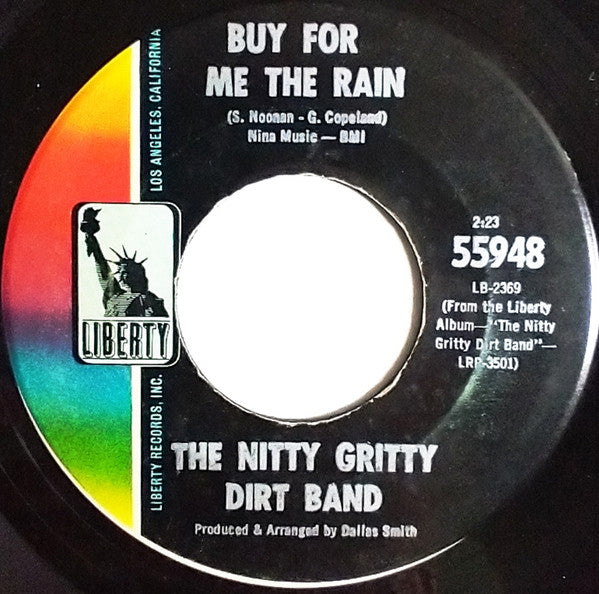 BUY FOR
ME THE RAIN
(S. Noonan - G. Copeland)
Nina Music — BMI
LOS ANGELES, CALIFORNIA
LIBERTY
LIBERTY RECORDS, INC.
2:23
55948
LB-2369
(From the Liberty
Album—"The Nitty
Gritty Dirt Band"—
LRP-3501)
THE NITTY GRITTY
DIRT BAND
Produced & Arranged by Dallas Smith